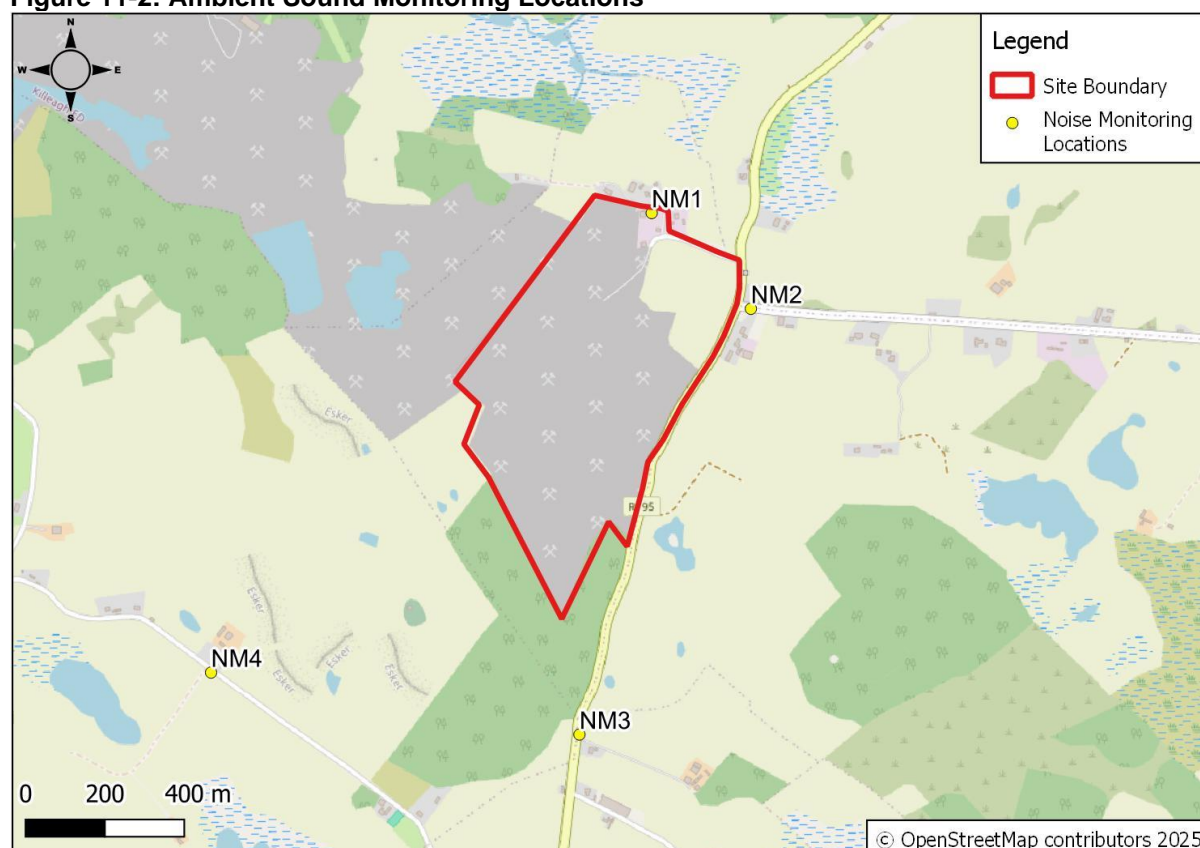 Figure 11-2: Ambient Sound Monitoring Locations
N
W
E
S
Legend
Site Boundary
Noise Monitoring
Locations
NM1
NM2
Esker
Esker
Esker
Esker
Esker
NM4
NM3
0 200 400 m
© OpenStreetMap contributors 2025